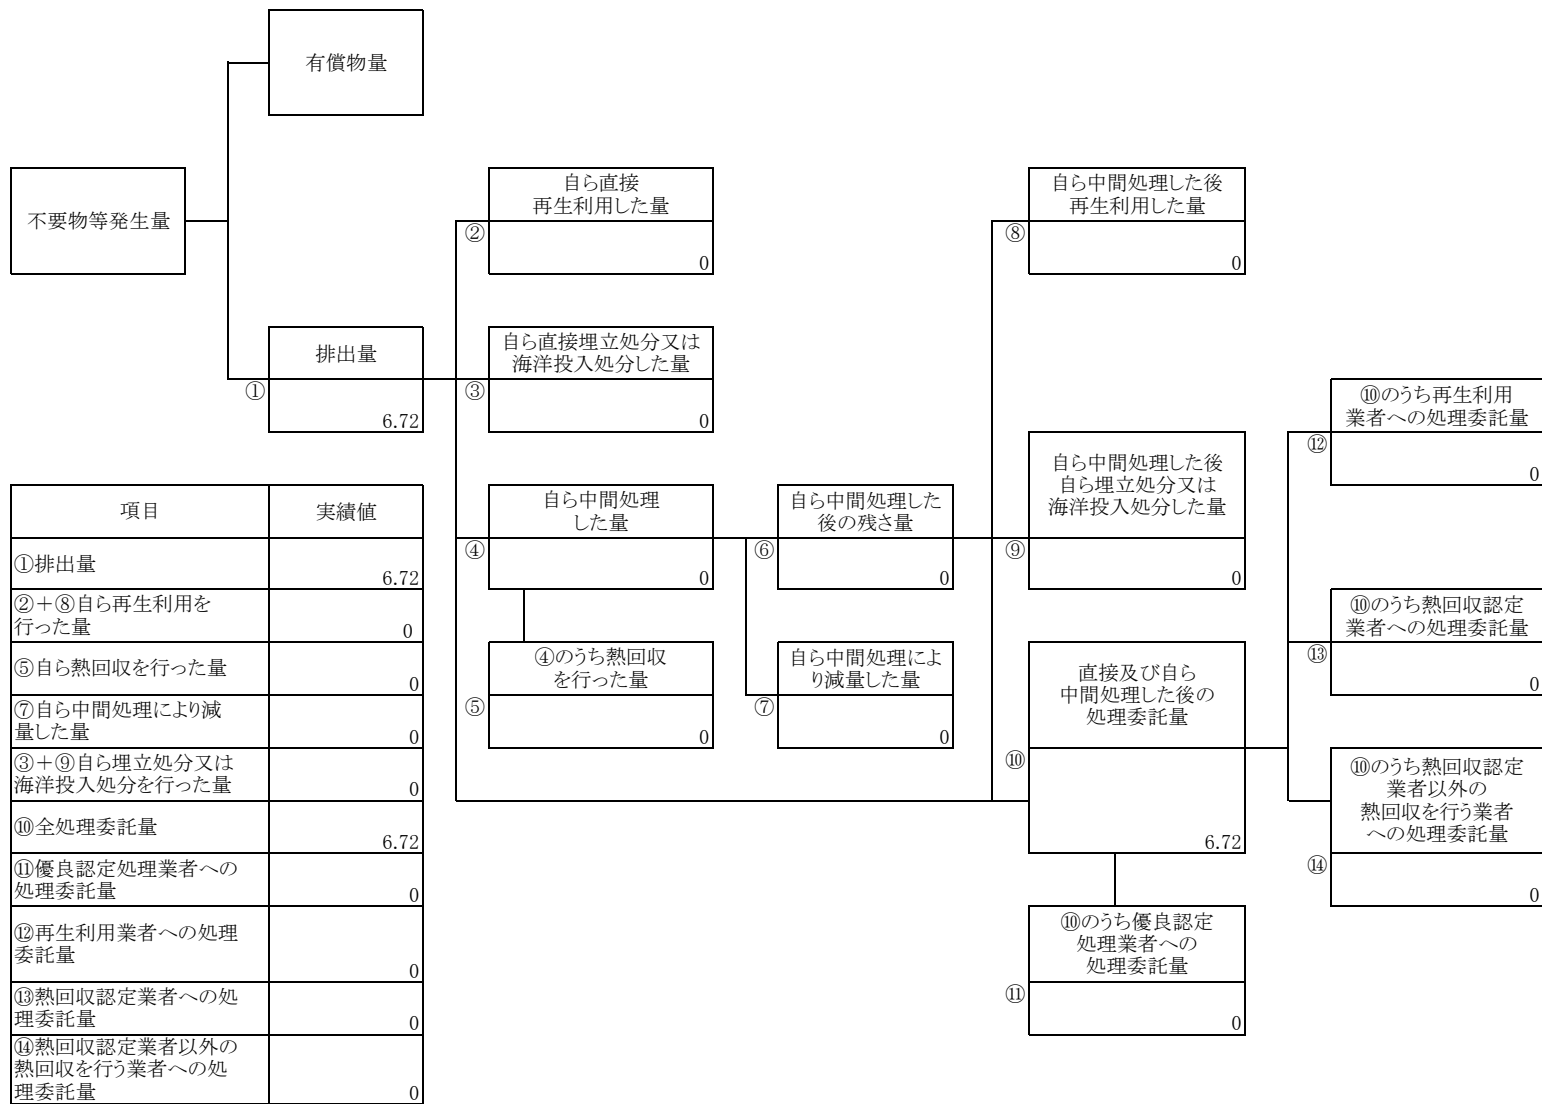 有償物量
不要物等発生量
排出量
①
6.72
自ら直接
再生利用した量
②
0
自ら直接埋立処分又は
海洋投入処分した量
③
0
自ら中間処理
した量
④
0
④のうち熱回収
を行った量
⑤
0
自ら中間処理した
後の残さ量
⑥
0
自ら中間処理によ
り減量した量
⑦
0
自ら中間処理した後
再生利用した量
⑧
0
自ら中間処理した後
自ら埋立処分又は
海洋投入処分した量
⑨
0
直接及び自ら
中間処理した後の
処理委託量
⑩
6.72
⑩のうち優良認定
処理業者への
処理委託量
⑪
0
⑩のうち再生利用
業者への処理委託量
⑫
0
⑩のうち熱回収認定
業者への処理委託量
⑬
0
⑩のうち熱回収認定
業者以外の
熱回収を行う業者
への処理委託量
⑭
0
項目 実績値
①排出量
6.72
②+⑧自ら再生利用を
行った量 0
⑤自ら熱回収を行った量
0
⑦自ら中間処理により減
量した量 0
③+⑨自ら埋立処分又は
海洋投入処分を行った量 0
⑩全処理委託量
6.72
⑪優良認定処理業者への
処理委託量 0
⑫再生利用業者への処理
委託量
0
⑬熱回収認定業者への処
理委託量 0
⑭熱回収認定業者以外の
熱回収を行う業者への処
理委託量 0